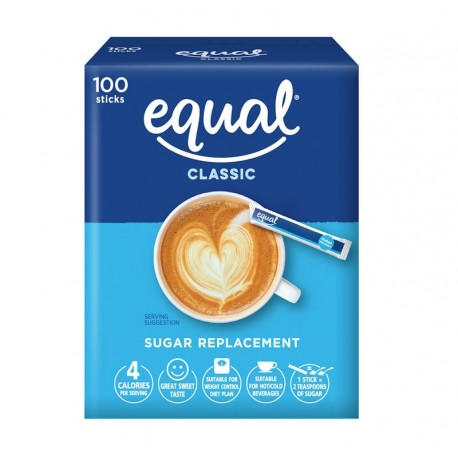 equal
100
sticks
equal®
CLASSIC
equal
SERVING
SUGGESTION
SUGAR REPLACEMENT
4
CALORIES
PER SERVING
GREAT SWEET
TASTE
SUITABLE FOR
WEIGHT CONTROL
DIET PLAN
SUITABLE
FOR HOT/COLD
BEVERAGES
1 STICK =
2 TEASPOONS
OF SUGAR